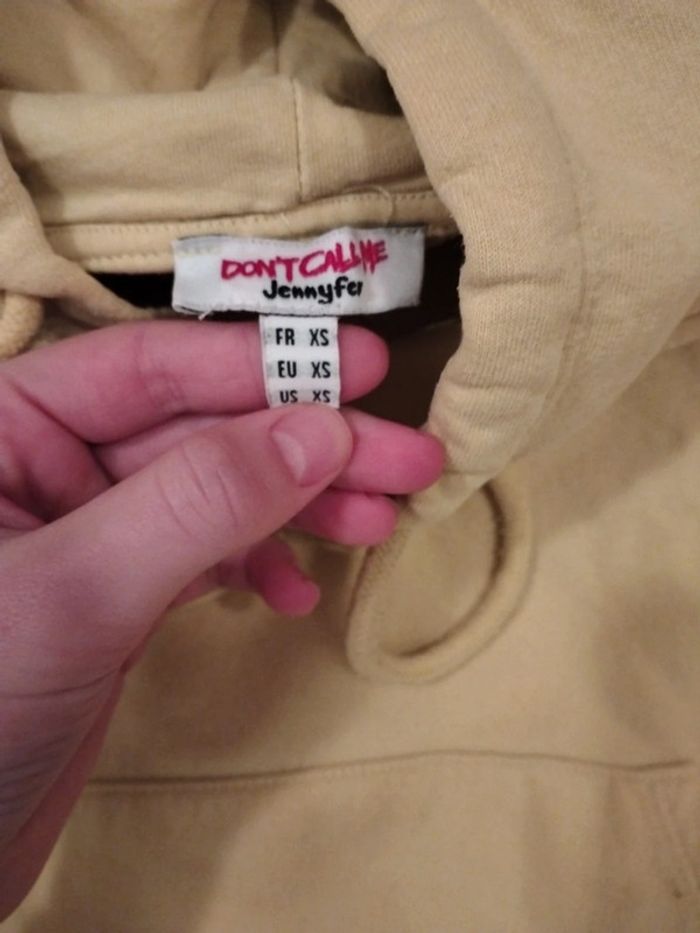 DON'T CALL ME
Jennyfer
FR XS
EU XS
US XS